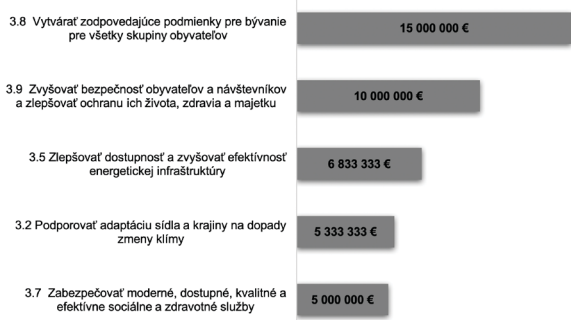 3.8 Vytvárať zodpovedajúce podmienky pre bývanie
pre všetky skupiny obyvateľov
15 000 000 €
3.9 Zvyšovať bezpečnosť obyvateľov a návštevníkov
a zlepšovať ochranu ich života, zdravia a majetku
10 000 000 €
3.5 Zlepšovať dostupnosť a zvyšovať efektívnosť
energetickej infraštruktúry
6 833 333 €
3.2 Podporovať adaptáciu sídla a krajiny na dopady
zmeny klímy
5 333 333 €
3.7 Zabezpečovať moderné, dostupné, kvalitné a
efektívne sociálne a zdravotné služby
5 000 000 €